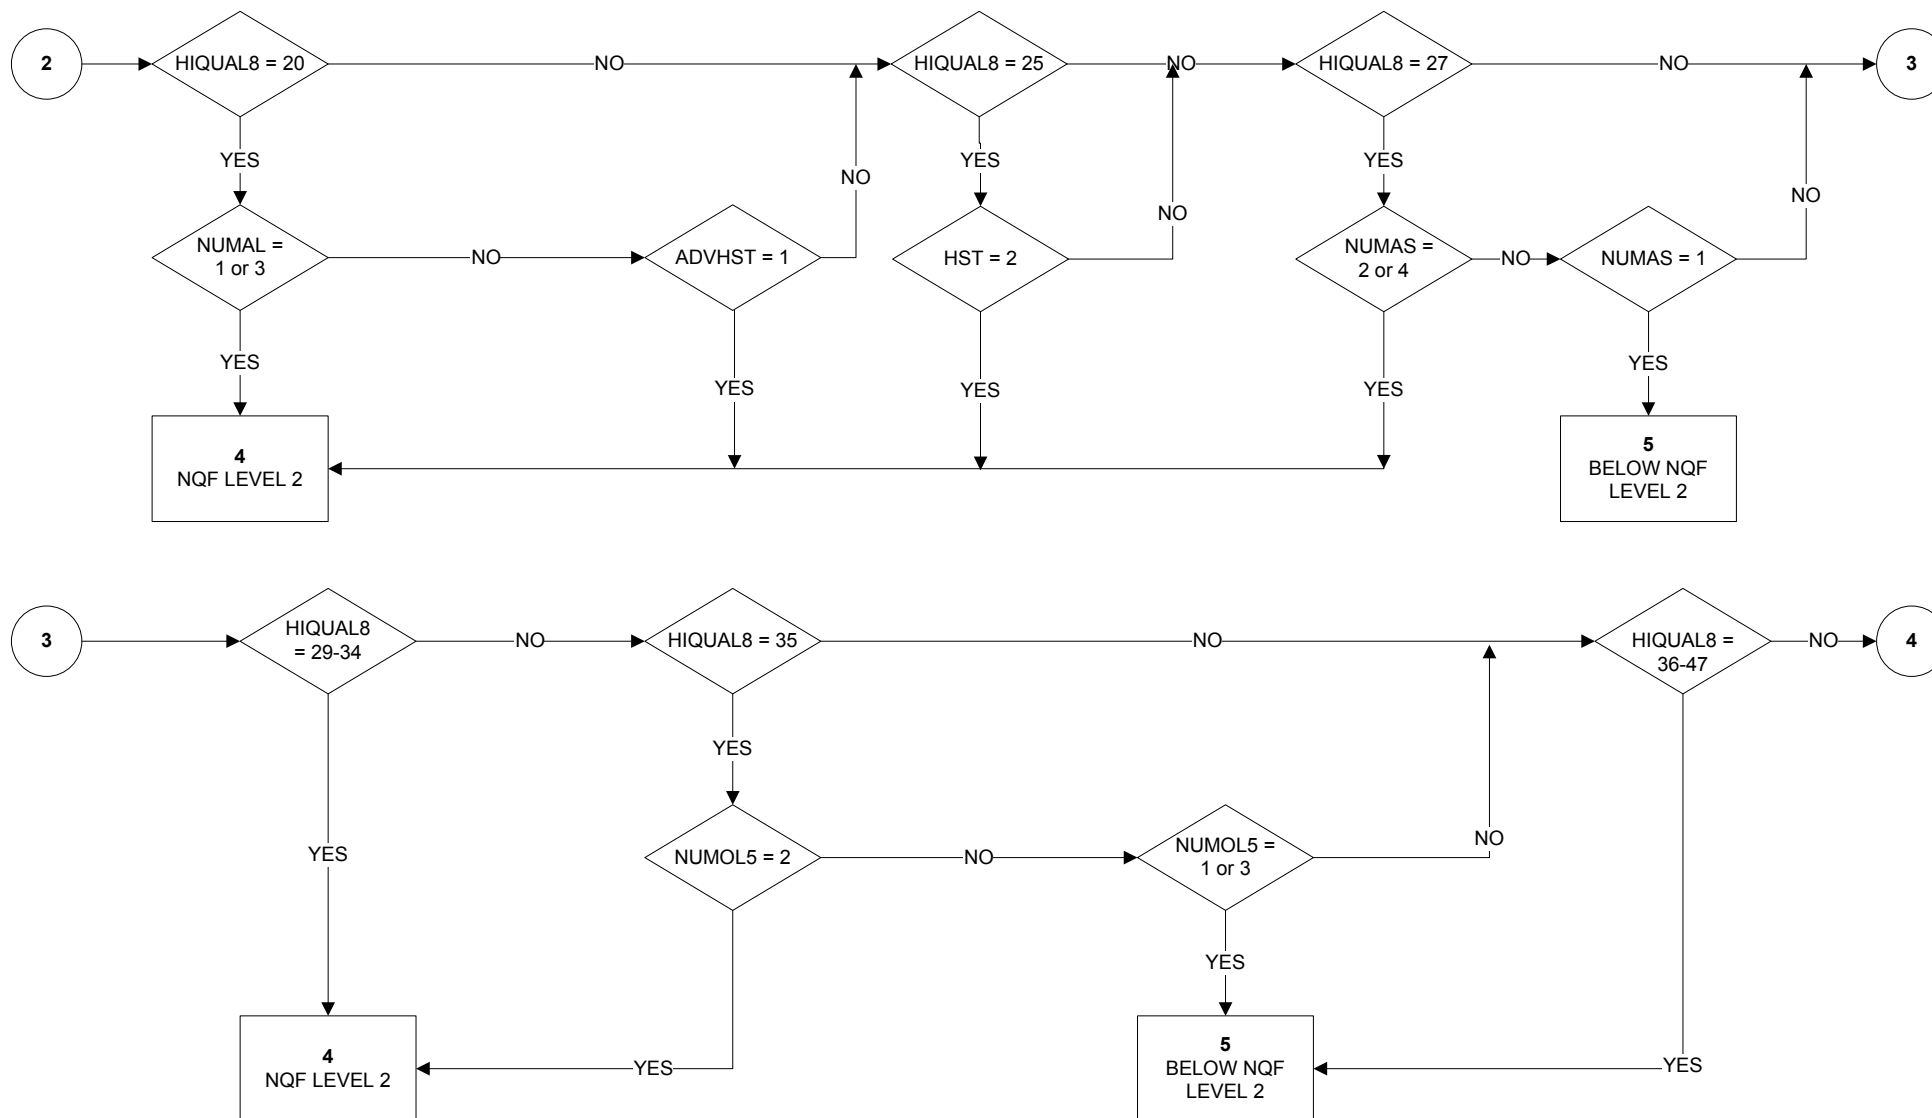 2
HIQUAL8 = 20
NO
HIQUAL8 = 25
NO
HIQUAL8 = 27
NO
3
YES
YES
YES
NO
NO
NO
NUMAL =
1 or 3
NO
ADVHST = 1
HST = 2
NUMAS =
2 or 4
NO
NUMAS = 1
YES
YES
YES
YES
YES
4
NQF LEVEL 2
5
BELOW NQF
LEVEL 2
3
HIQUAL8
= 29-34
NO
HIQUAL8 = 35
NO
HIQUAL8 =
36-47
NO
4
YES
YES
NUMOL5 = 2
NO
NUMOL5 =
1 or 3
NO
YES
4
NQF LEVEL 2
YES
5
BELOW NQF
LEVEL 2
YES